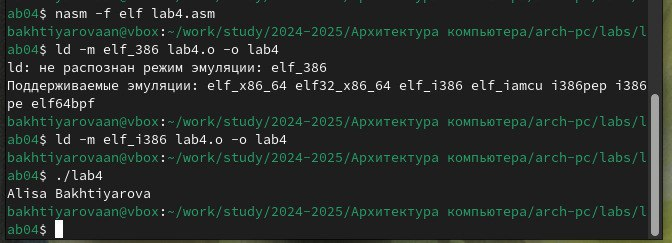 ab04$ nasm -f elf lab4.asm
bakhtiyarovaan@vbox:~/work/study/2024-2025/Архитектура компьютера/arch-pc/labs/l
ab04$ ld -m elf_386 lab4.o -o lab4
ld: не распознан режим эмуляции: elf_386
Поддерживаемые эмуляции: elf_x86_64 elf32_x86_64 elf_i386 elf_iamcu i386pep i386
pe elf64bpf
bakhtiyarovaan@vbox:~/work/study/2024-2025/Архитектура компьютера/arch-pc/labs/l
ab04$ ld -m elf_i386 lab4.o -o lab4
bakhtiyarovaan@vbox:~/work/study/2024-2025/Архитектура компьютера/arch-pc/labs/l
ab04$ ./lab4
Alisa Bakhtiyarova
bakhtiyarovaan@vbox:~/work/study/2024-2025/Архитектура компьютера/arch-pc/labs/l
ab04$